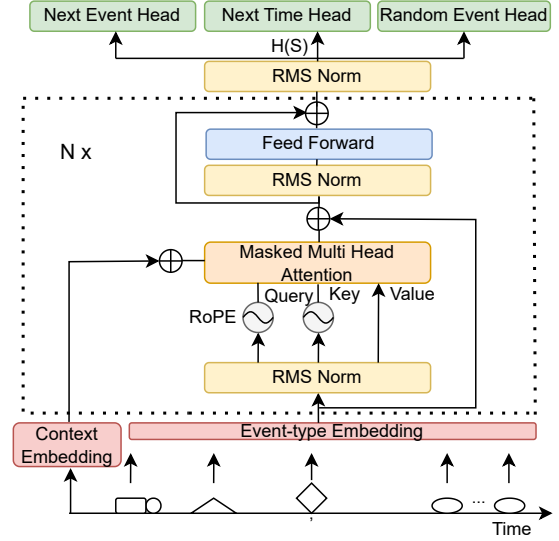 Next Event Head
Next Time Head
Random Event Head
H(S)
RMS Norm
N x
Feed Forward
RMS Norm
Masked Multi Head
Attention
Query
Key
Value
RoPE
RMS Norm
Context
Embedding
Event-type Embedding
...
,
Time